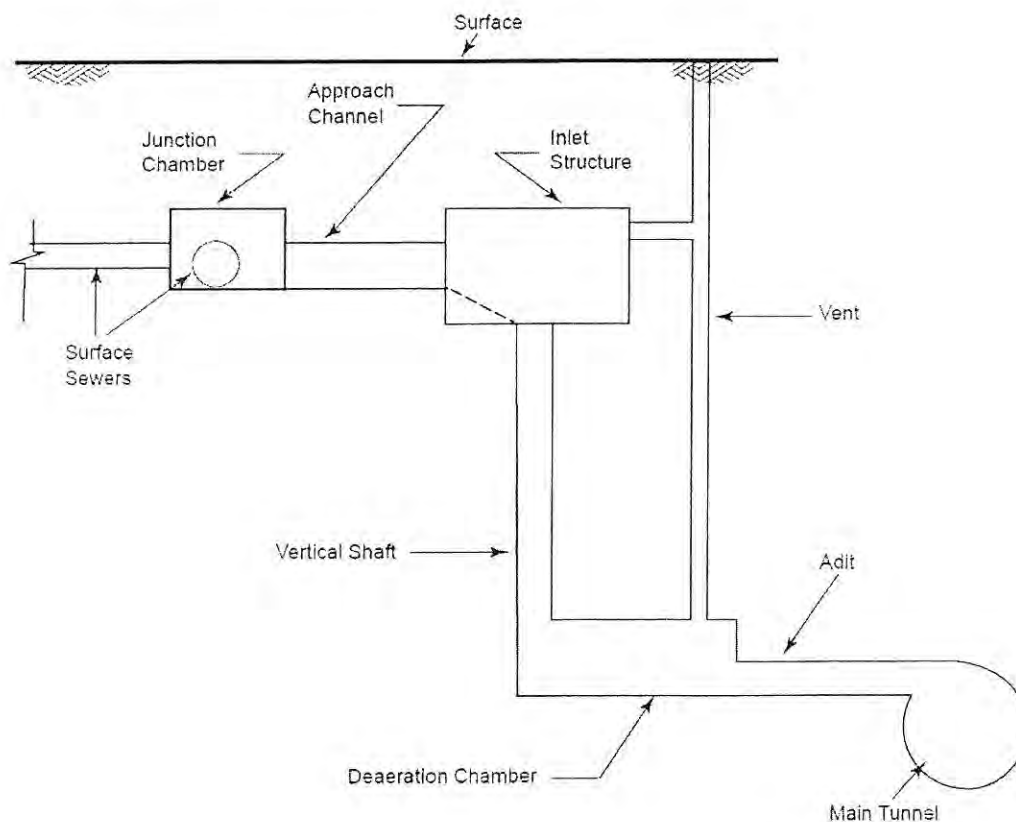 Surface
Approach
Channel
Junction
Chamber
Inlet
Structure
Vent
Surface
Sewers
Vertical Shaft
Adit
Deaeration Chamber
Main Tunnel